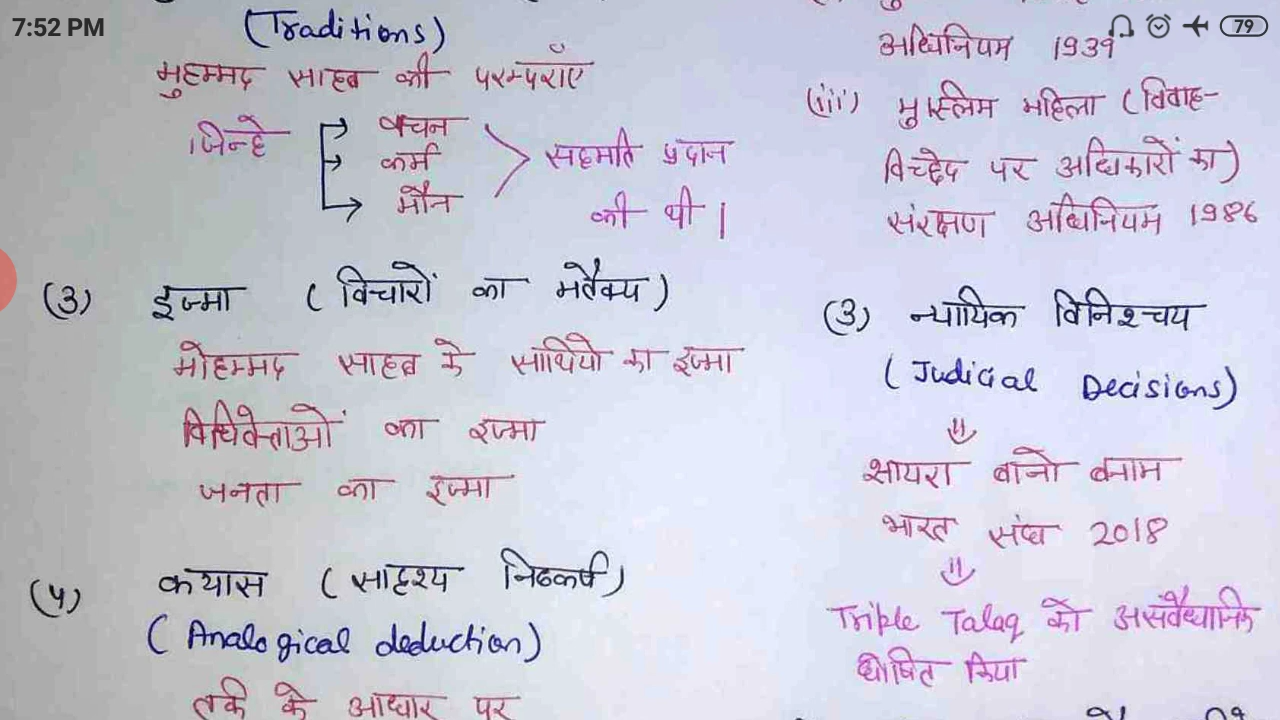 7:52 PM
79
(Traditions)
मुहम्मद साहब की परम्पराएँ
जिन्हे
वचन
कर्म
मौन
सहमति प्रदान
की थी |
(3) इज्मा ( विचारों का मतैक्य )
मोहम्मद साहब के साथियो का इज्मा
विधिवेत्ताओं का इज्मा
जनता का इज्मा
(4) कयास ( सादृश्य निष्कर्ष )
( Analogical deduction )
तर्क के आधार पर
अधिनियम 1939
(iii) मुस्लिम महिला ( विवाह-
विच्छेद पर अधिकारों का )
संरक्षण अधिनियम 1986
(3) न्यायिक विनिश्चय
( Judicial Decisions )
सायरा बानो बनाम
भारत संघ 2018
Triple Talaq को असंवैधानिक
घोषित किया